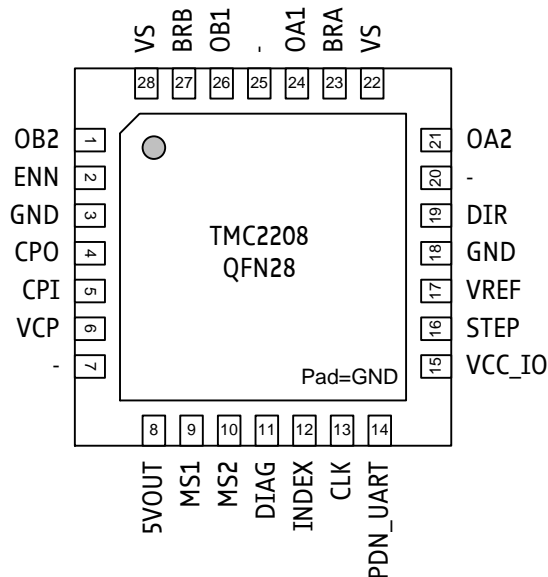 VS
BRB
OB1
-
OA1
BRA
VS
28
27
26
25
24
23
22
OB2
1
ENN
2
GND
3
CPO
4
CPI
5
VCP
6
-
7
TMC2208
QFN28
Pad=GND
21
OA2
20
-
19
DIR
18
GND
17
VREF
16
STEP
15
VCC_IO
8
9
10
11
12
13
14
5VOUT
MS1
MS2
DIAG
INDEX
CLK
PDN_UART